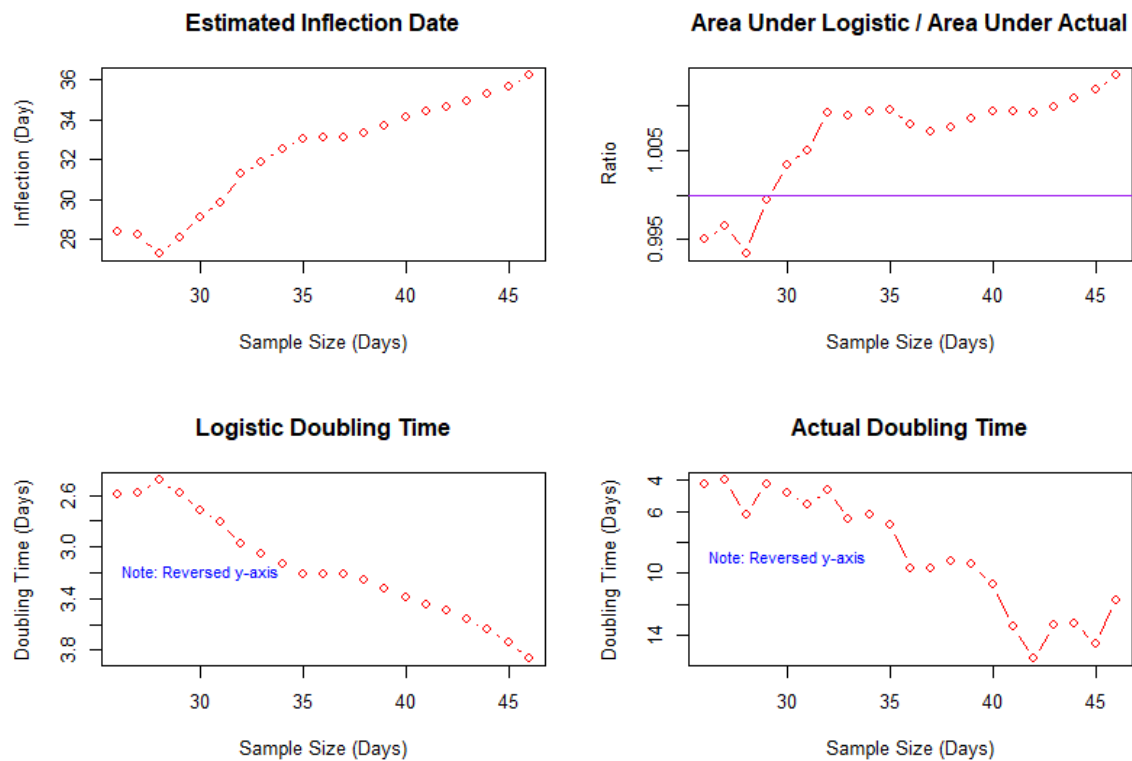 Estimated Inflection Date
Inflection (Day)
36
34
32
30
28
30
35
40
45
Sample Size (Days)
Area Under Logistic / Area Under Actual
Ratio
1.005
0.995
30
35
40
45
Sample Size (Days)
Logistic Doubling Time
Doubling Time (Days)
2.6
3.0
3.4
3.8
Note: Reversed y-axis
30
35
40
45
Sample Size (Days)
Actual Doubling Time
Doubling Time (Days)
4
6
10
14
Note: Reversed y-axis
30
35
40
45
Sample Size (Days)